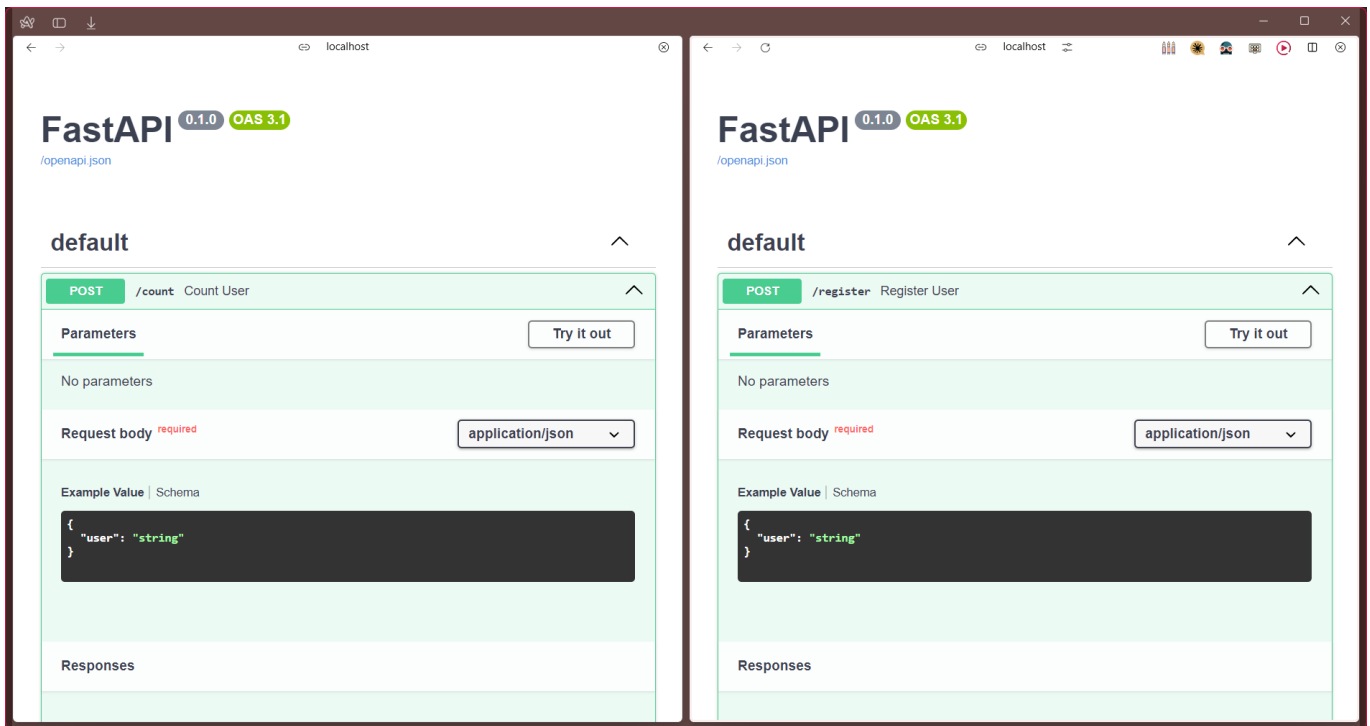 localhost
FastAPI 0.1.0 OAS 3.1
/openapi.json
default
POST /count Count User
Parameters Try it out
No parameters
Request body required application/json
Example Value Schema
{
"user": "string"
}
Responses
localhost
FastAPI 0.1.0 OAS 3.1
/openapi.json
default
POST /register Register User
Parameters Try it out
No parameters
Request body required application/json
Example Value Schema
{
"user": "string"
}
Responses